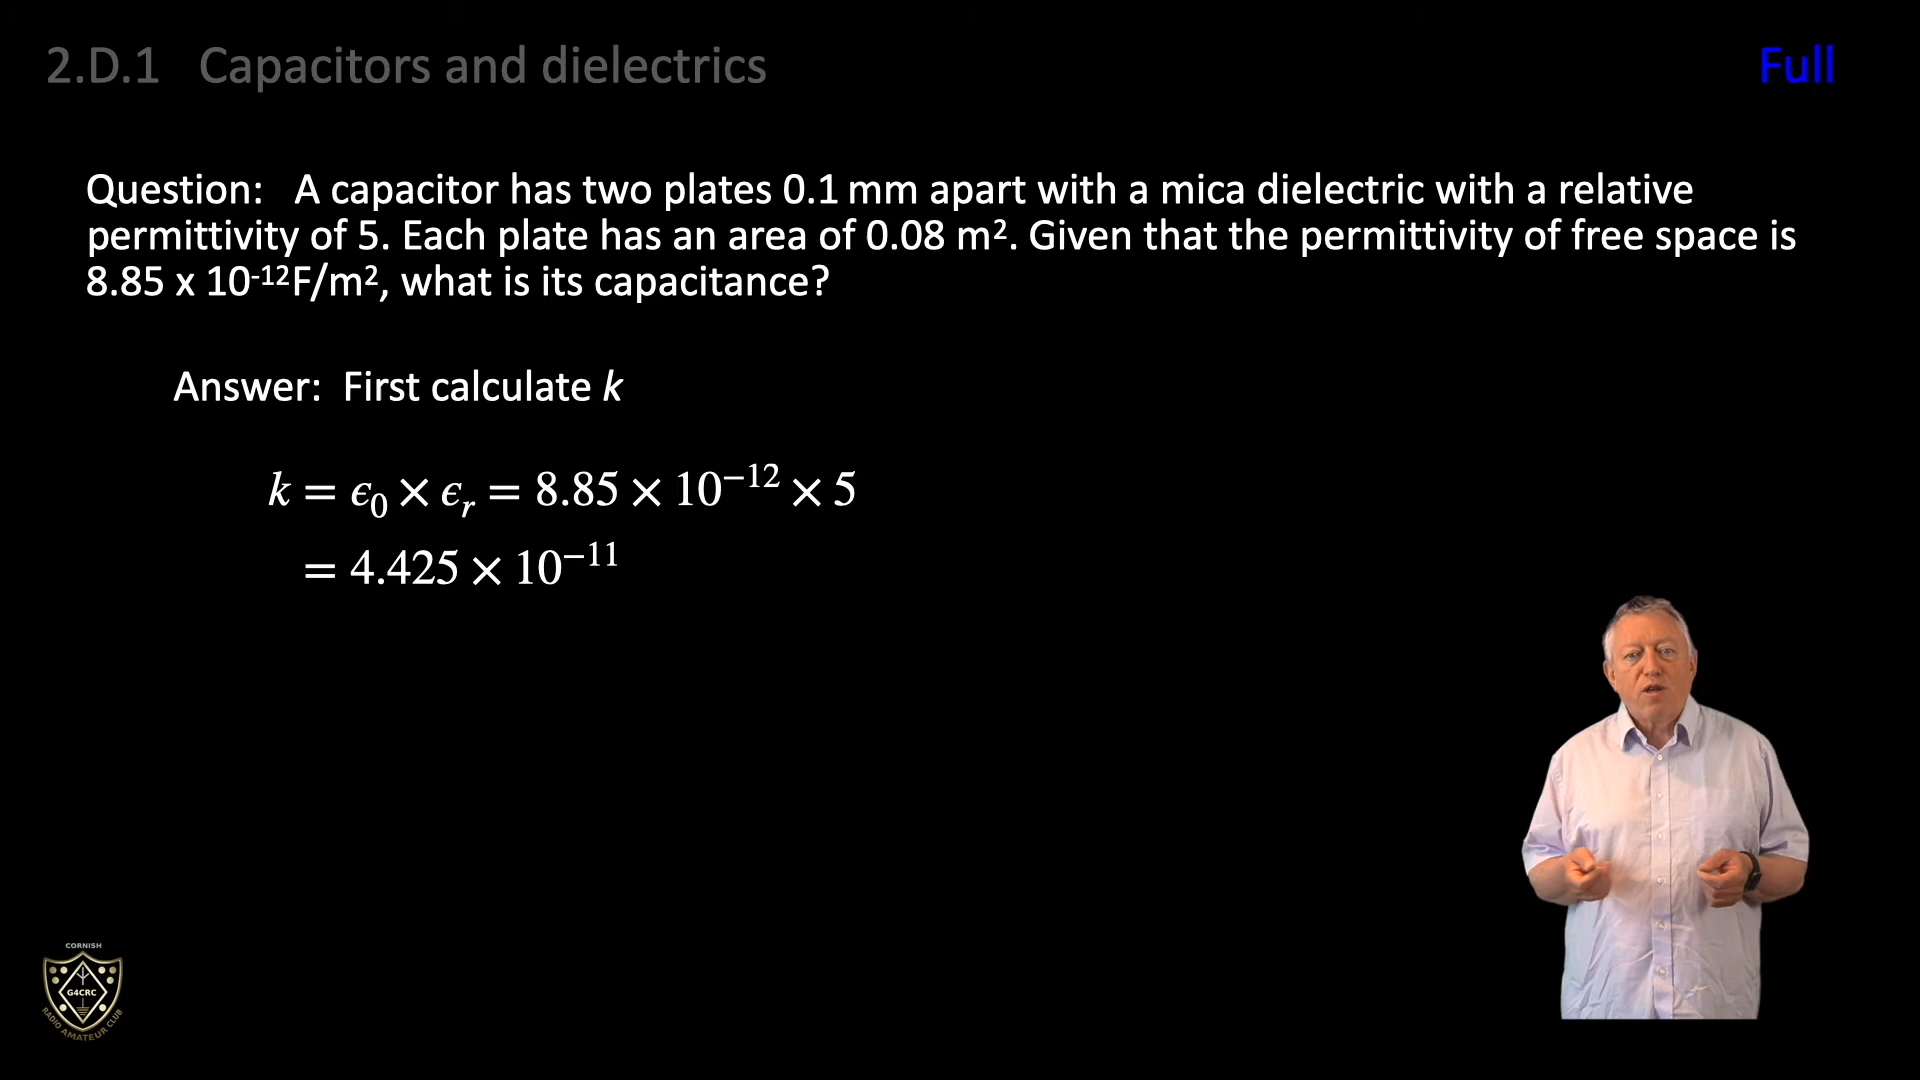 2.D.1 Capacitors and dielectrics
Full
Question: A capacitor has two plates 0.1 mm apart with a mica dielectric with a relative
permittivity of 5. Each plate has an area of 0.08 m². Given that the permittivity of free space is
8.85 x 10⁻¹²F/m², what is its capacitance?
Answer: First calculate k
k = ϵ₀ × ϵᵣ = 8.85 × 10⁻¹² × 5
= 4.425 × 10⁻¹¹
CORNISH
G4CRC
RADIO AMATEUR CLUB